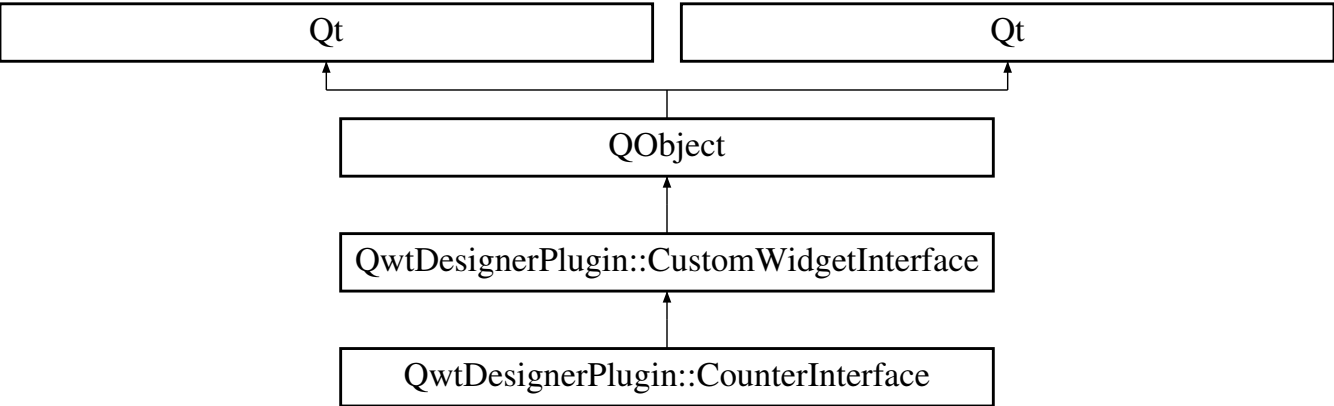 Qt Qt
QObject
QwtDesignerPlugin::CustomWidgetInterface
QwtDesignerPlugin::CounterInterface